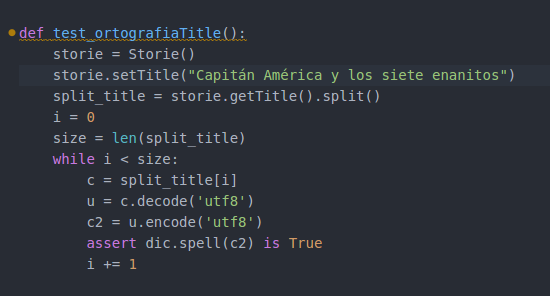 def test_ortografiaTitle():
    storie = Storie()
    storie.setTitle("Capitán América y los siete enanitos")
    split_title = storie.getTitle().split()
    i = 0
    size = len(split_title)
    while i < size:
        c = split_title[i]
        u = c.decode('utf8')
        c2 = u.encode('utf8')
        assert dic.spell(c2) is True
        i += 1